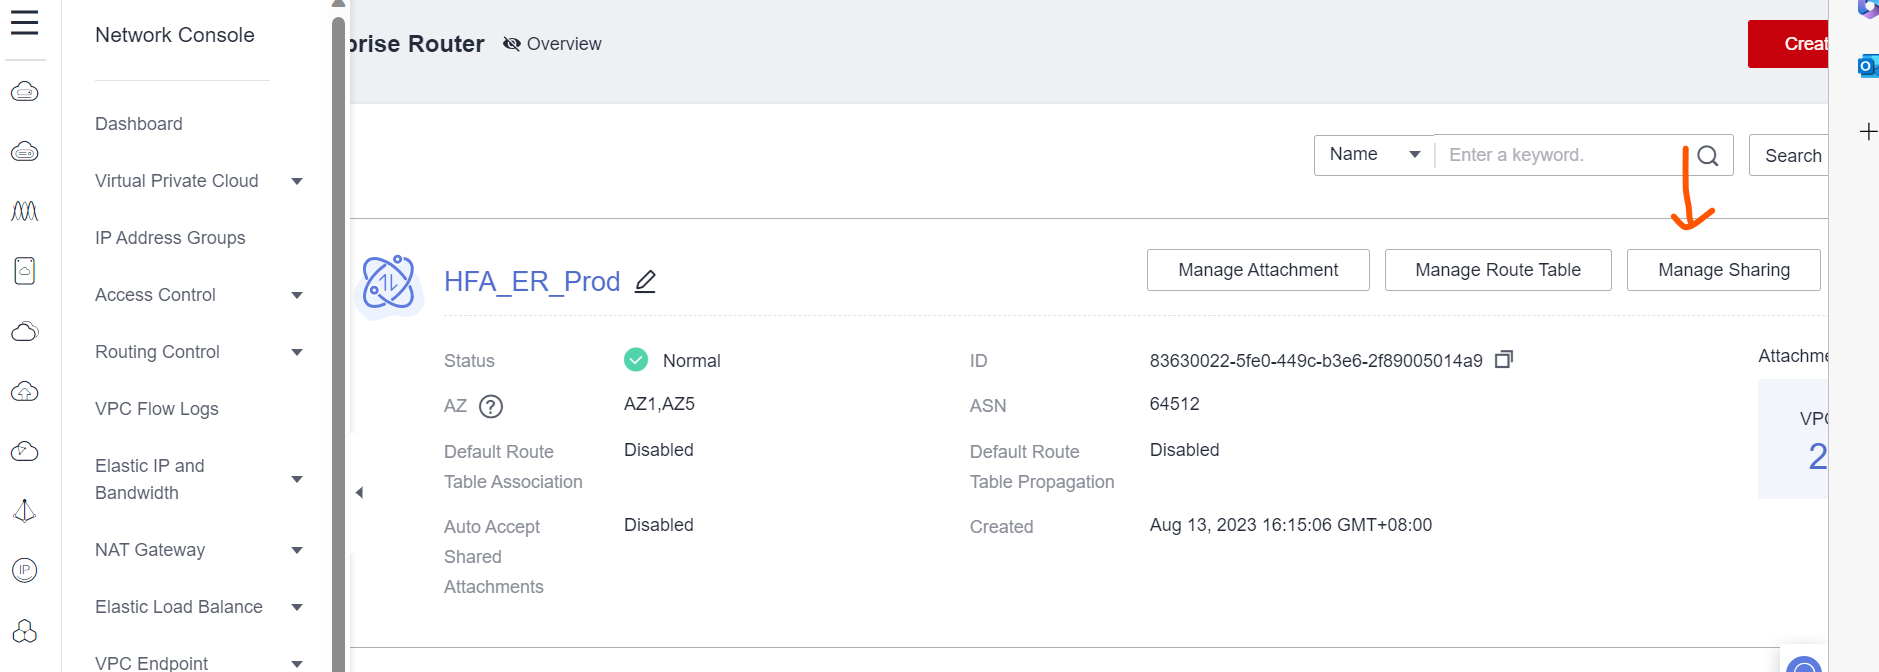 Network Console
Dashboard
Virtual Private Cloud
IP Address Groups
Access Control
Routing Control
VPC Flow Logs
Elastic IP and
Bandwidth
NAT Gateway
Elastic Load Balance
VPC Endpoint
prise Router Overview
Creat
Name Enter a keyword. Search
HFA_ER_Prod Manage Attachment Manage Route Table Manage Sharing
Status Normal
AZ ? AZ1,AZ5
Default Route
Table Association
Disabled
Auto Accept
Shared
Attachments
Disabled
ID 83630022-5fe0-449c-b3e6-2f89005014a9
ASN 64512
Default Route
Table Propagation
Disabled
Created Aug 13, 2023 16:15:06 GMT+08:00
Attachme
VPC
2
IP
O